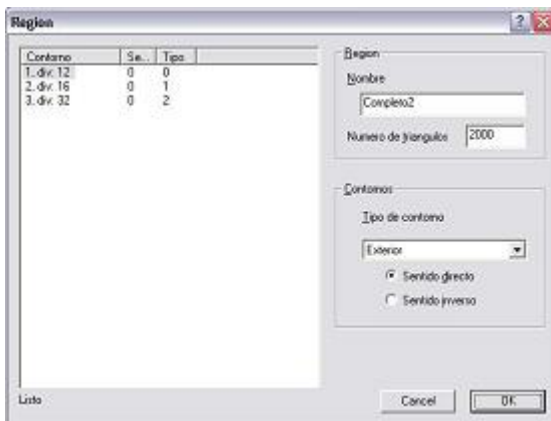 Region
Contorno Se... Tipo
1. div: 12 0 0
2. div: 16 0 1
3. div: 32 0 2
Region
Nombre
Completo2
Numero de triangulos 2000
Contornos
Tipo de contorno
Exterior
Sentido directo
Sentido inverso
Listo
Cancel OK